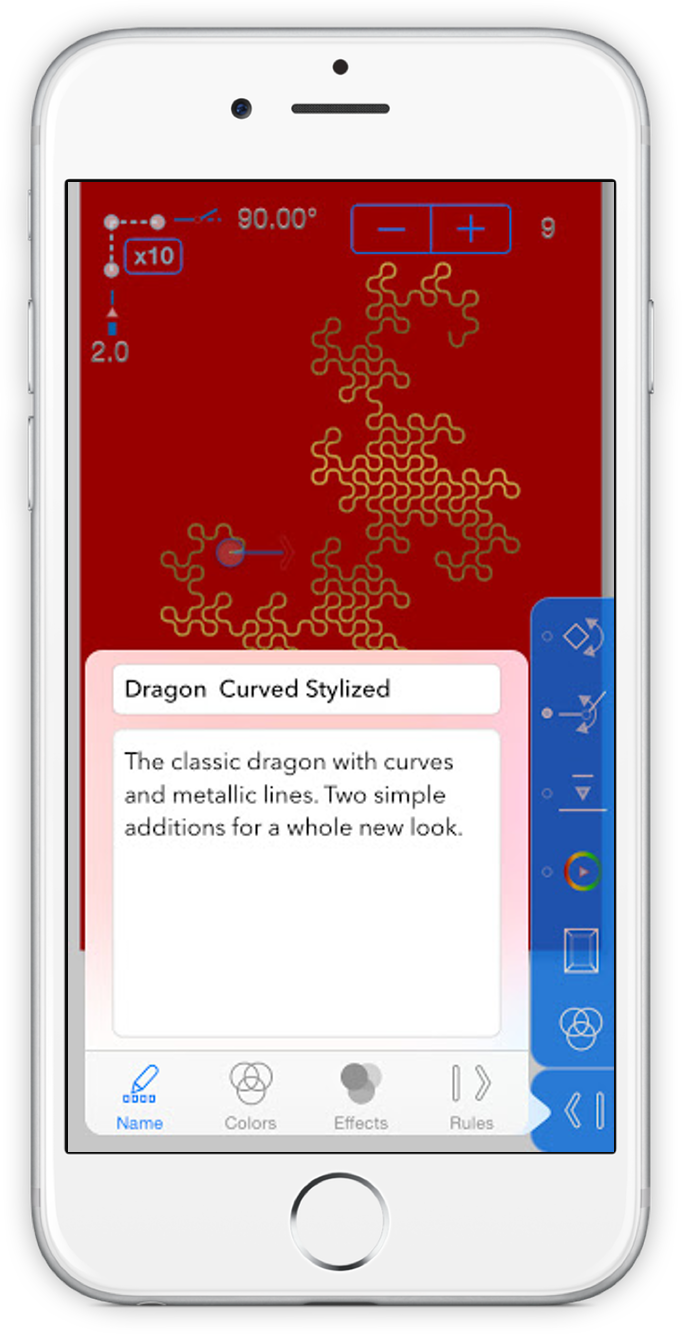 90.00°
9
x10
2.0
Dragon  Curved Stylized
The classic dragon with curves
and metallic lines. Two simple
additions for a whole new look.
Name
Colors
Effects
Rules